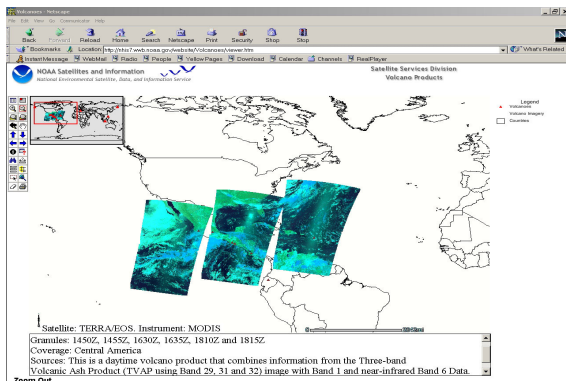 Volcanoes - Netscape
File Edit View Go Communicator Help
Back Forward Reload Home Search Netscape Print Security Shop Stop
Bookmarks Location: http://nhis7.wwb.noaa.gov/website/Volcanoes/viewer.htm What's Related
Instant Message WebMail Radio People Yellow Pages Download Calendar Channels RealPlayer
NOAA Satellites and Information
National Environmental Satellite, Data, and Information Service
Satellite Services Division
Volcano Products
Legend
Volcanoes
Volcano Imagery
Countries
Satellite: TERRA/EOS. Instrument: MODIS
Granules: 1450Z, 1455Z, 1630Z, 1635Z, 1810Z and 1815Z
Coverage: Central America
Sources: This is a daytime volcano product that combines information from the Three-band
Volcanic Ash Product (TVAP using Band 29, 31 and 32) image with Band 1 and near-infrared Band 6 Data.
Zoom Out